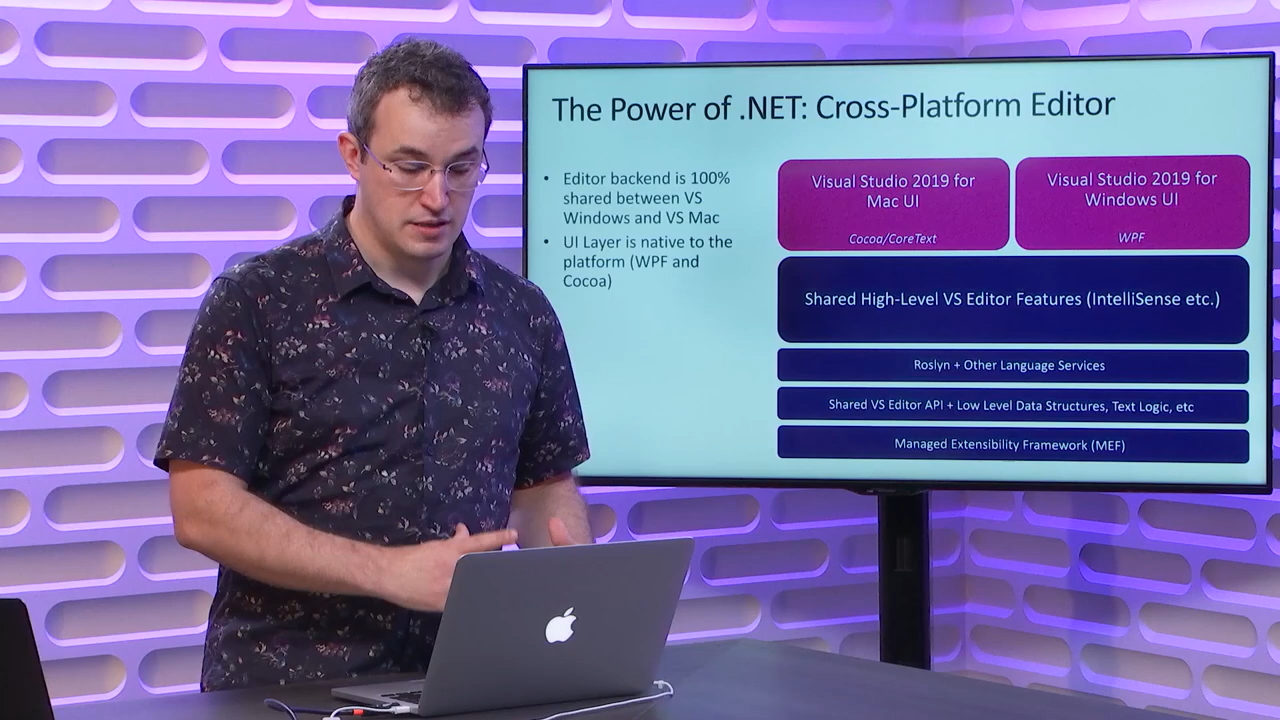 The Power of .NET: Cross-Platform Editor
• Editor backend is 100%
shared between VS
Windows and VS Mac
• UI Layer is native to the
platform (WPF and
Cocoa)
Visual Studio 2019 for
Mac UI
Cocoa/CoreText
Visual Studio 2019 for
Windows UI
WPF
Shared High-Level VS Editor Features (IntelliSense etc.)
Roslyn + Other Language Services
Shared VS Editor API + Low Level Data Structures, Text Logic, etc
Managed Extensibility Framework (MEF)